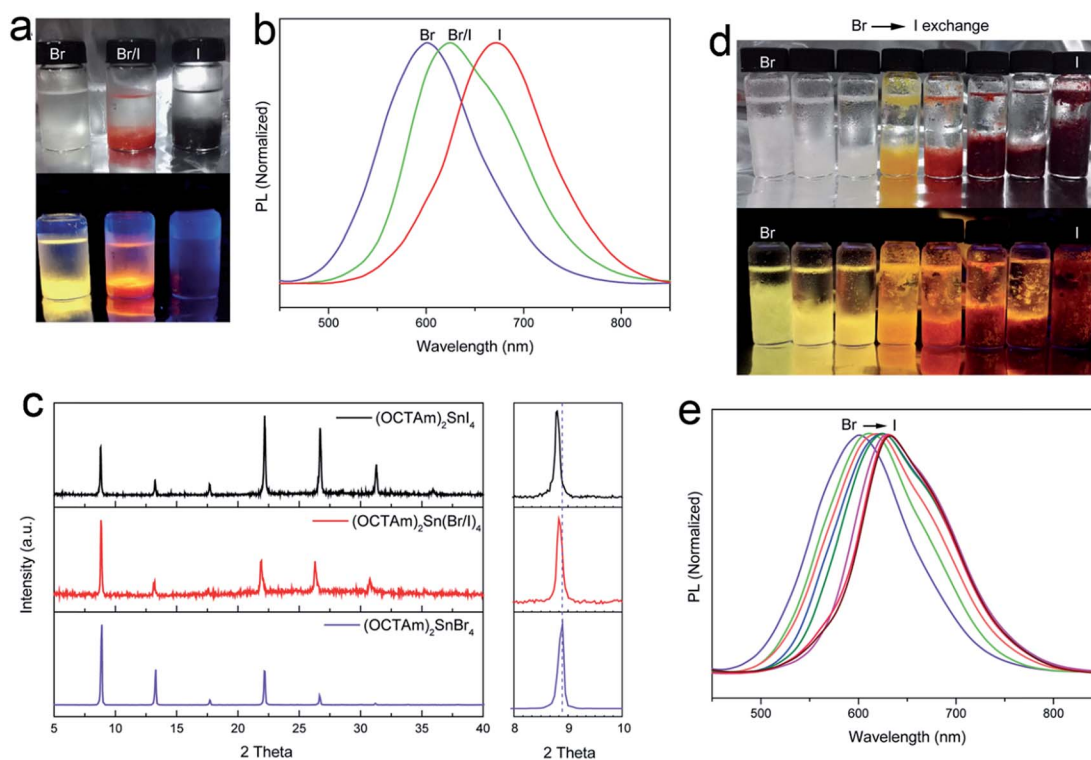 a
Br
Br/I
I
b
Br
Br/I
I
PL (Normalized)
500
600
700
800
Wavelength (nm)
d
Br → I exchange
Br
I
Br
I
c
(OCTAm)₂SnI₄
(OCTAm)₂Sn(Br/I)₄
(OCTAm)₂SnBr₄
Intensity (a.u.)
5
10
15
20
25
30
35
40
2 Theta
8
9
10
2 Theta
e
Br → I
PL (Normalized)
500
600
700
800
Wavelength (nm)